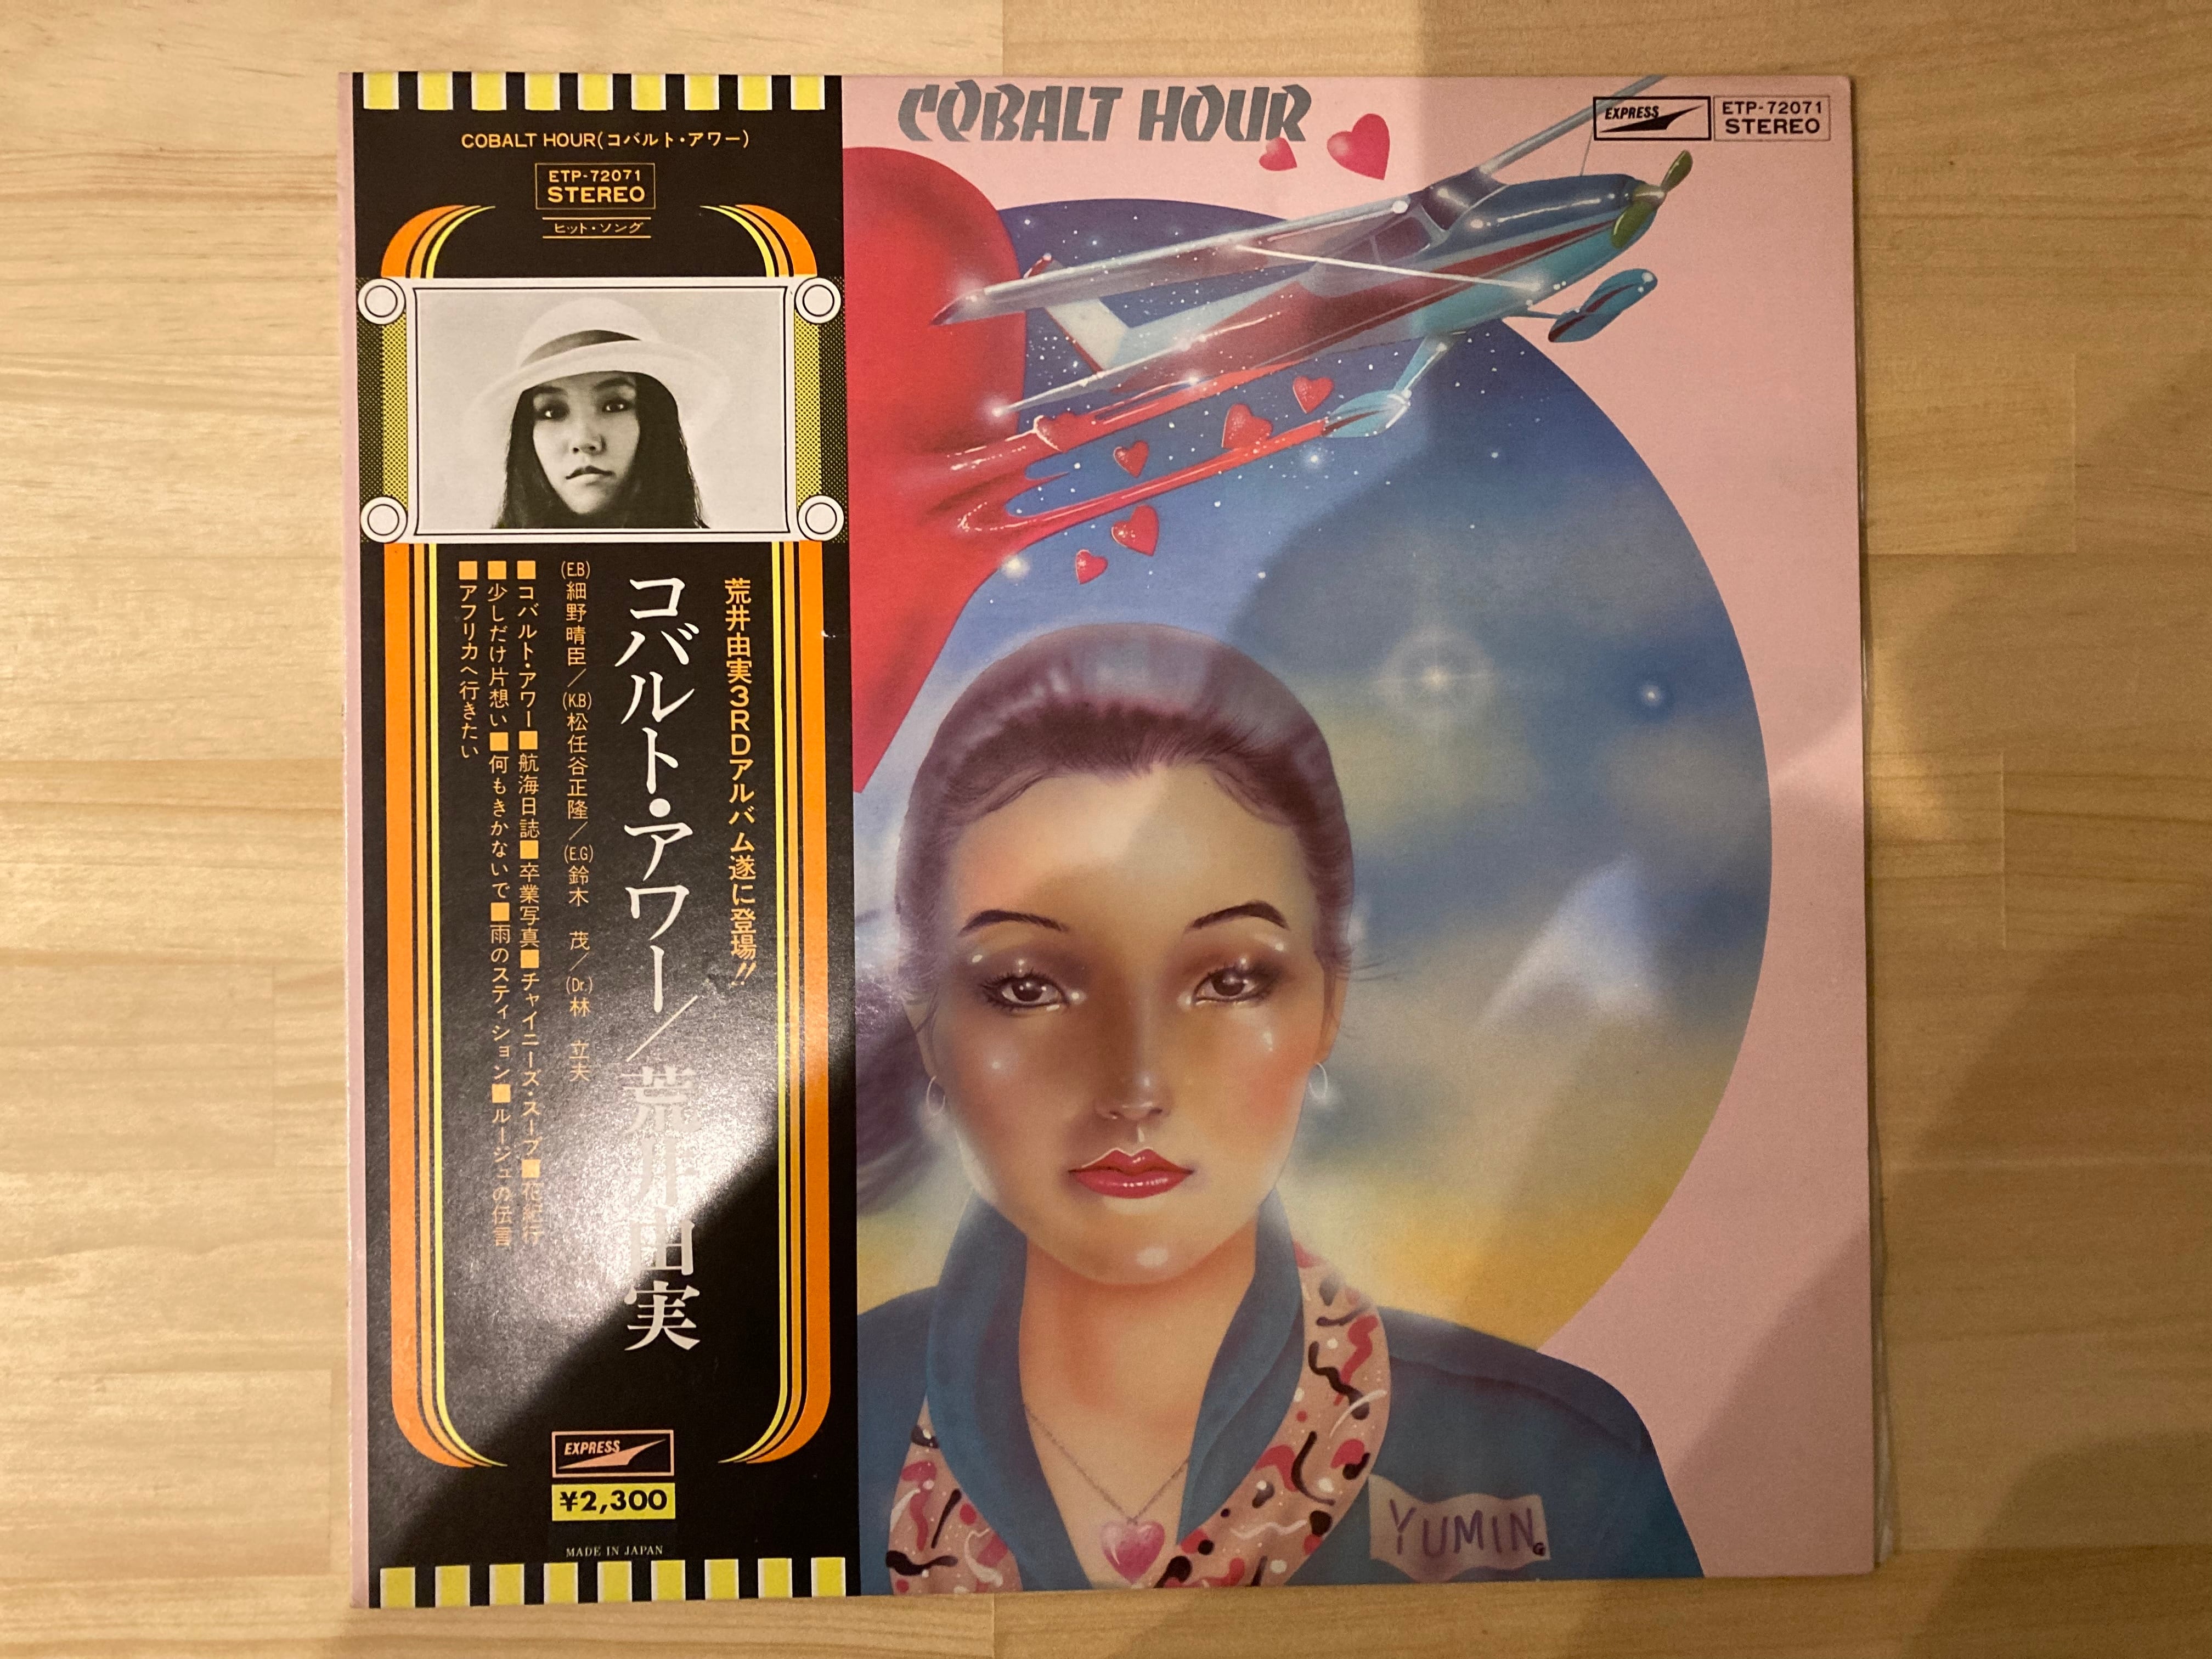 COBALT HOUR(コバルト・アワー)
ETP-72071
STEREO
ヒット・ソング
荒井由実3RDアルバム遂に登場!!
コバルト・アワー/荒井由実
(E.B)細野晴臣/(K.B)松任谷正隆/(E.G)鈴木 茂/(Dr.)林 立夫
■コバルト・アワー■航海日誌■卒業写真■チャイニーズ・スープ■花紀行
■少しだけ片想い■何もきかないで■雨のスティション■ルージュの伝言
■アフリカへ行きたい
EXPRESS
¥2,300
MADE IN JAPAN
COBALT HOUR
EXPRESS
ETP-72071
STEREO
YUMING